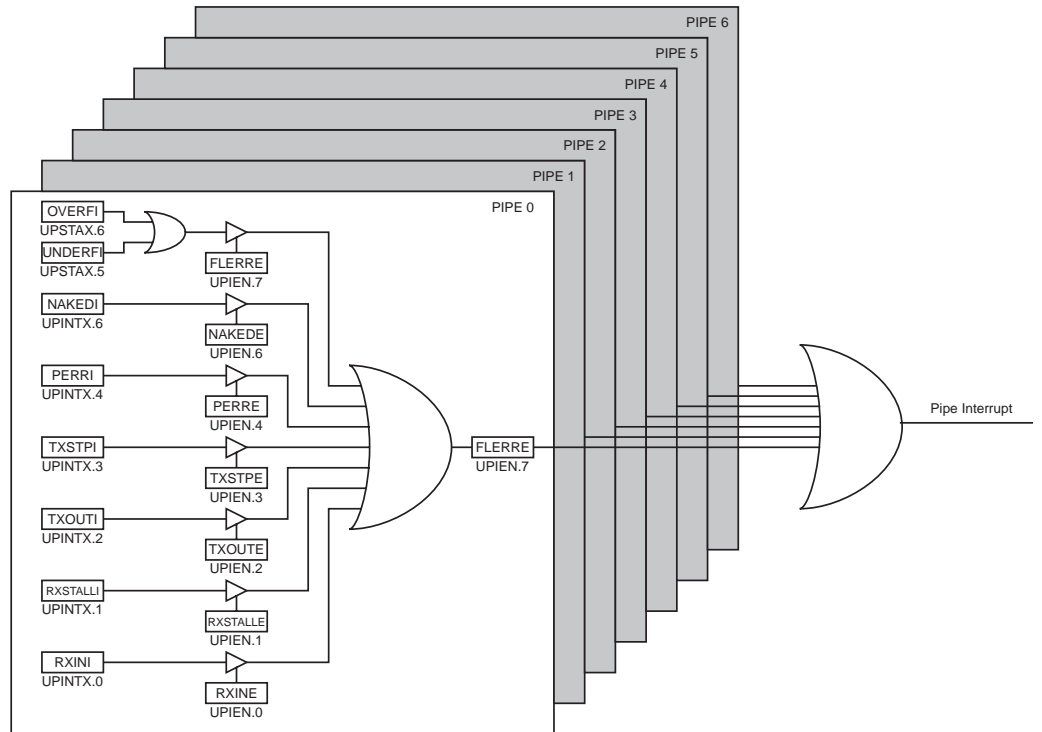 PIPE 6
PIPE 5
PIPE 4
PIPE 3
PIPE 2
PIPE 1
PIPE 0
OVERFI
UPSTAX.6
UNDERFI
UPSTAX.5
FLERRE
UPIEN.7
NAKEDI
UPINTX.6
NAKEDE
UPIEN.6
PERRI
UPINTX.4
PERRE
UPIEN.4
TXSTPI
UPINTX.3
TXSTPE
UPIEN.3
TXOUTI
UPINTX.2
TXOUTE
UPIEN.2
RXSTALLI
UPINTX.1
RXSTALLE
UPIEN.1
RXINI
UPINTX.0
RXINE
UPIEN.0
FLERRE
UPIEN.7
Pipe Interrupt